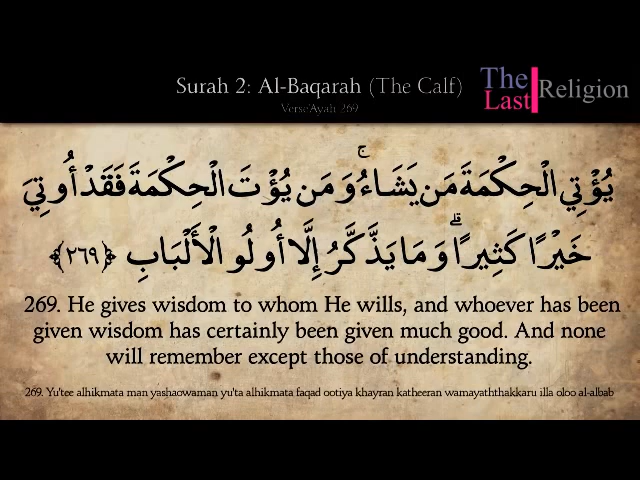 Surah 2: Al-Baqarah (The Calf)
Verse'Ayah 269
The
Last
Religion
يُؤْتِي الْحِكْمَةَ مَن يَشَاءُ ۚ وَمَن يُؤْتَ الْحِكْمَةَ فَقَدْ أُوتِيَ
خَيْرًا كَثِيرًا ۗ وَمَا يَذَّكَّرُ إِلَّا أُولُو الْأَلْبَابِ ﴿٢٦٩﴾
269. He gives wisdom to whom He wills, and whoever has been
given wisdom has certainly been given much good. And none
will remember except those of understanding.
269. Yu'tee alhikmata man yashaowaman yu'ta alhikmata faqad ootiya khayran katheeran wamayaththakkaru illa oloo al-albab